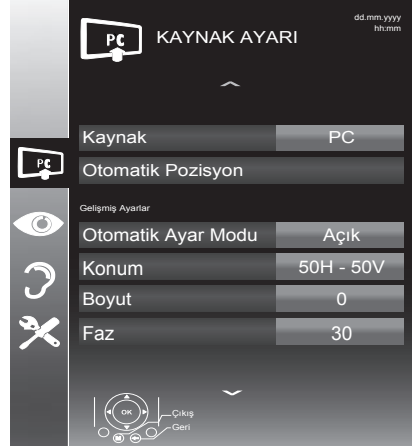 PC KAYNAK AYARI
dd.mm.yyyy
hh:mm
Kaynak PC
PC
Otomatik Pozisyon
Gelişmiş Ayarlar
Otomatik Ayar Modu Açık
Konum 50H - 50V
Boyut 0
Faz 30
OK
Çıkış
Geri